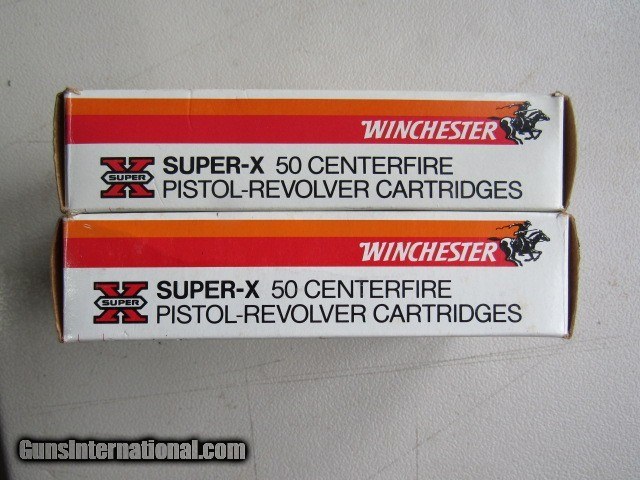 WINCHESTER
X
SUPER
SUPER-X 50 CENTERFIRE
PISTOL-REVOLVER CARTRIDGES
WINCHESTER
X
SUPER
SUPER-X 50 CENTERFIRE
PISTOL-REVOLVER CARTRIDGES
GunsInternational.com